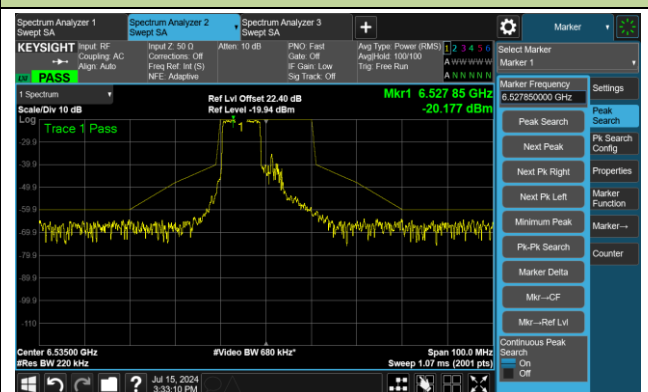 Spectrum Analyzer 1
Swept SA
Spectrum Analyzer 2
Swept SA
Spectrum Analyzer 3
Swept SA
+
Marker
KEYSIGHT
Input: RF
Coupling: AC
Align: Auto
Input Z: 50 Ω
Corrections: Off
Freq Ref: Int (S)
NFE: Adaptive
Atten: 10 dB
PNO: Fast
Gate: Off
IF Gain: Low
Sig Track: Off
Avg Type: Power (RMS)
Avg|Hold: 100/100
Trig: Free Run
1 2 3 4 5 6
A W W W W W
A N N N N N
PASS
Select Marker
Marker 1
1 Spectrum
Scale/Div 10 dB
Log
Ref Lvl Offset 22.40 dB
Ref Level -19.94 dBm
Mkr1 6.527 85 GHz
-20.177 dBm
Trace 1 Pass
1
-29.9
-39.9
-49.9
-59.9
-69.9
-79.9
-89.9
-99.9
-110
Center 6.53500 GHz
#Res BW 220 kHz
#Video BW 680 kHz*
Span 100.0 MHz
Sweep 1.07 ms (2001 pts)
Marker Frequency
6.527850000 GHz
Peak Search
Next Peak
Next Pk Right
Next Pk Left
Minimum Peak
Pk-Pk Search
Marker Delta
Mkr→CF
Mkr→Ref Lvl
Continuous Peak
Search
On
Off
Settings
Peak
Search
Pk Search
Config
Properties
Marker
Function
Marker→
Counter
?
Jul 15, 2024
3:33:10 PM